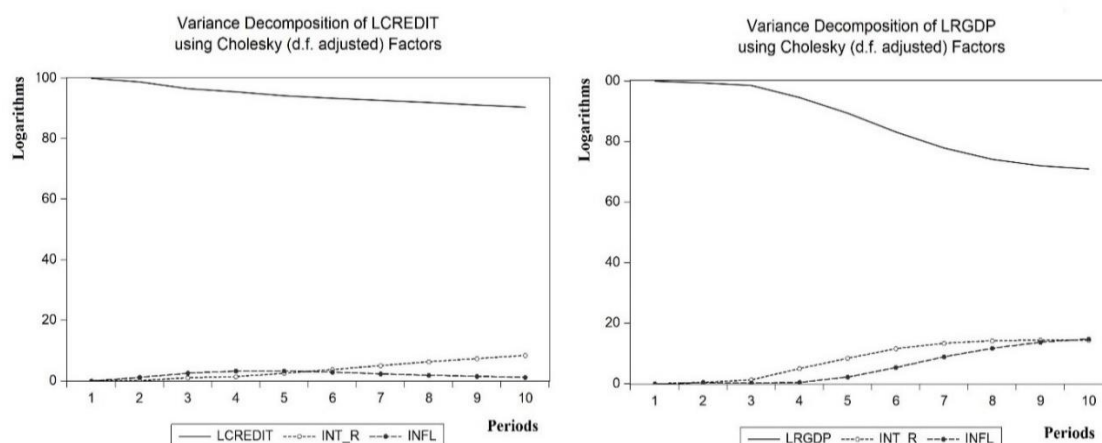 Variance Decomposition of LCREDIT
using Cholesky (d.f. adjusted) Factors
Logarithms
100
80
60
40
20
0
1 2 3 4 5 6 7 8 9 10
Periods
LCREDIT INT_R INFL
Variance Decomposition of LRGDP
using Cholesky (d.f. adjusted) Factors
Logarithms
00
80
60
40
20
0
1 2 3 4 5 6 7 8 9 10
Periods
LRGDP INT_R INFL